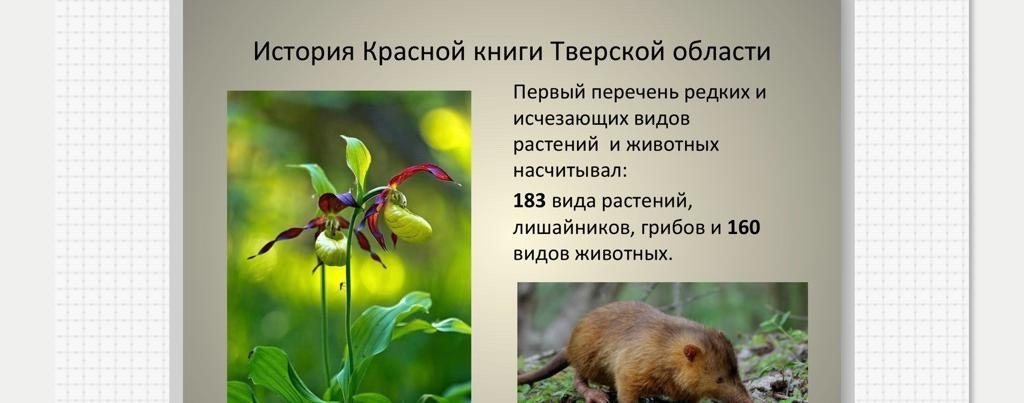 История Красной книги Тверской области
Первый перечень редких и
исчезающих видов
растений  и животных
насчитывал:
183 вида растений,
лишайников, грибов и 160
видов животных.